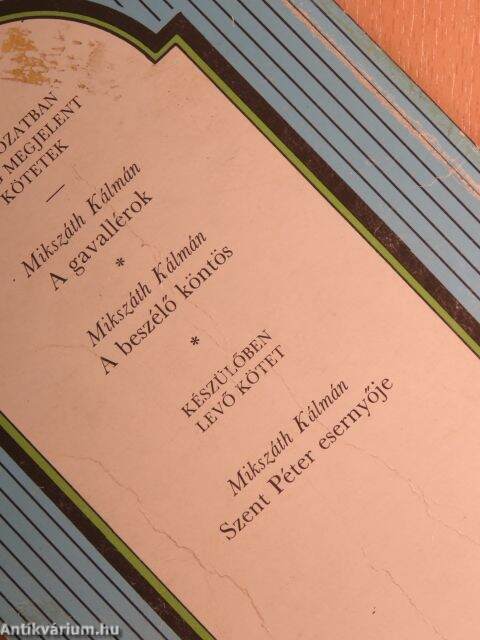 OZATBAN
MEGJELENT
KÖTETEK
—
Mikszáth Kálmán
A gavallérok
*
Mikszáth Kálmán
A beszélő köntös
*
KÉSZÜLŐBEN
LEVŐ KÖTET
Mikszáth Kálmán
Szent Péter esernyője
Antikvárium.hu